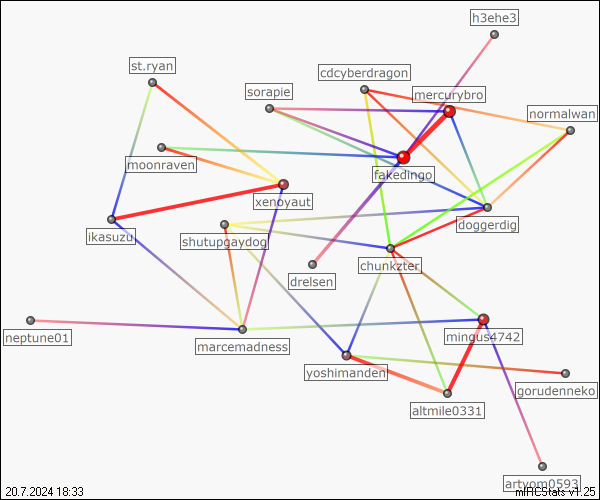 h3ehe3
st.ryan
cdcyberdragon
sorapie
mercurybro
normalwan
moonraven
fakedingo
xenoyaut
doggerdig
ikasuzu
shutupgaydog
chunkzter
drelsen
neptune01
marcemadness
mingus4742
yoshimanden
gorudenneko
altmile0331
artyom0593
20.7.2024 18:33
mIRCStats v1.25